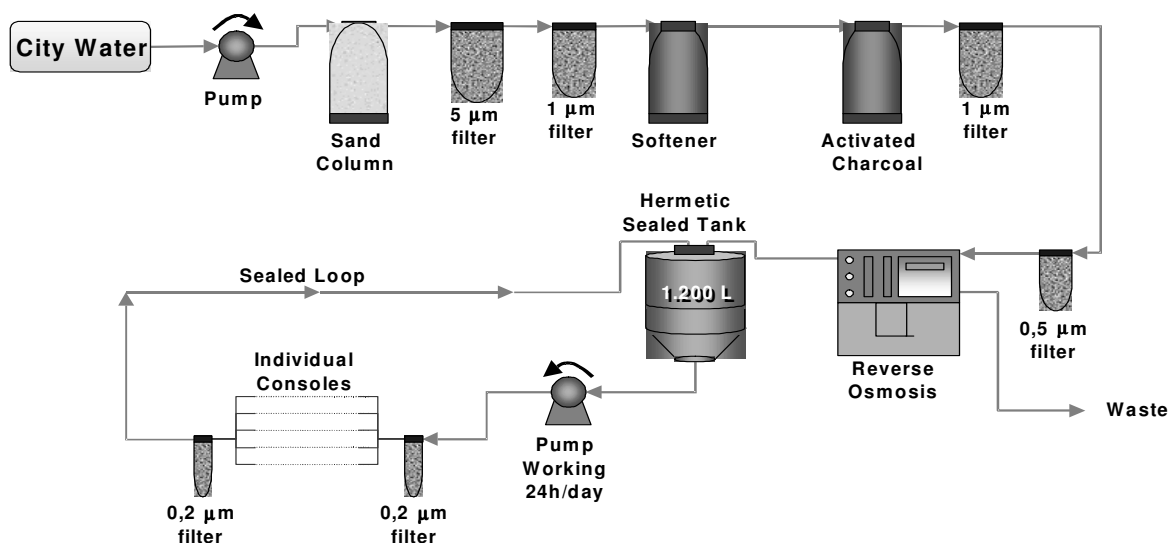 City Water
Pump
Sand
Column
5 µm
filter
1 µm
filter
Softener
Activated
Charcoal
1 µm
filter
Hermetic
Sealed Tank
1.200 L
Sealed Loop
0,5 µm
filter
Reverse
Osmosis
Waste
Individual
Consoles
Pump
Working
24h/day
0,2 µm
filter
0,2 µm
filter